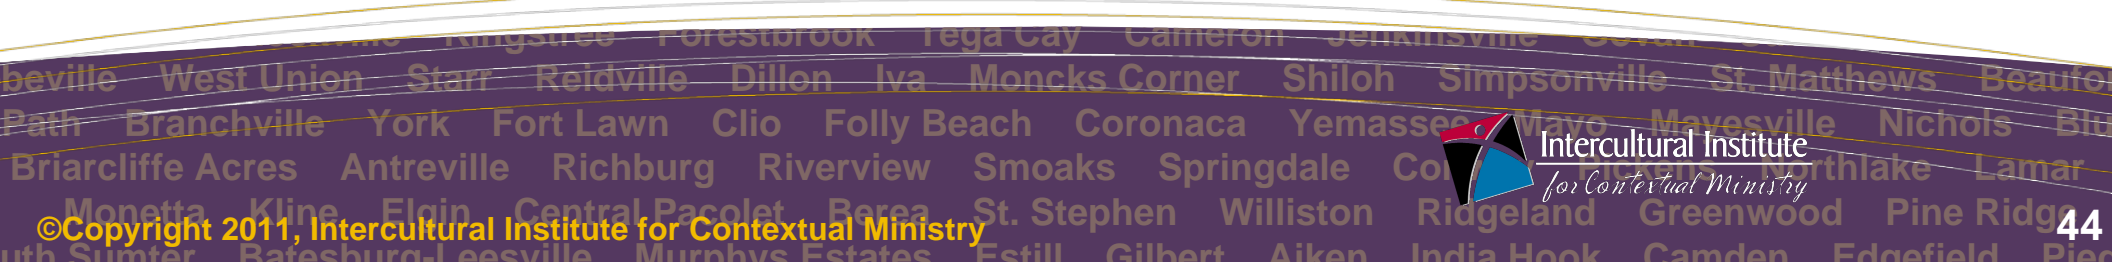 Kingstree Forestbrook Tega Cay Cameron Jenkinsville
beville West Union Starr Reidville Dillon Iva Moncks Corner Shiloh Simpsonville St. Matthews Beaufor
Path Branchville York Fort Lawn Clio Folly Beach Coronaca Yemassee Mayo Mayesville Nichols Blu
Briarcliffe Acres Antreville Richburg Riverview Smoaks Springdale Pickens Northlake Lamar
Intercultural Institute
for Contextual Ministry
Monetta Kline Elgin Central Pacolet Berea St. Stephen Williston Ridgeland Greenwood Pine Ridge
©Copyright 2011, Intercultural Institute for Contextual Ministry
44
uth Sumter Batesburg-Leesville Murphys Estates Estill Gilbert Aiken India Hook Camden Edgefield Pied